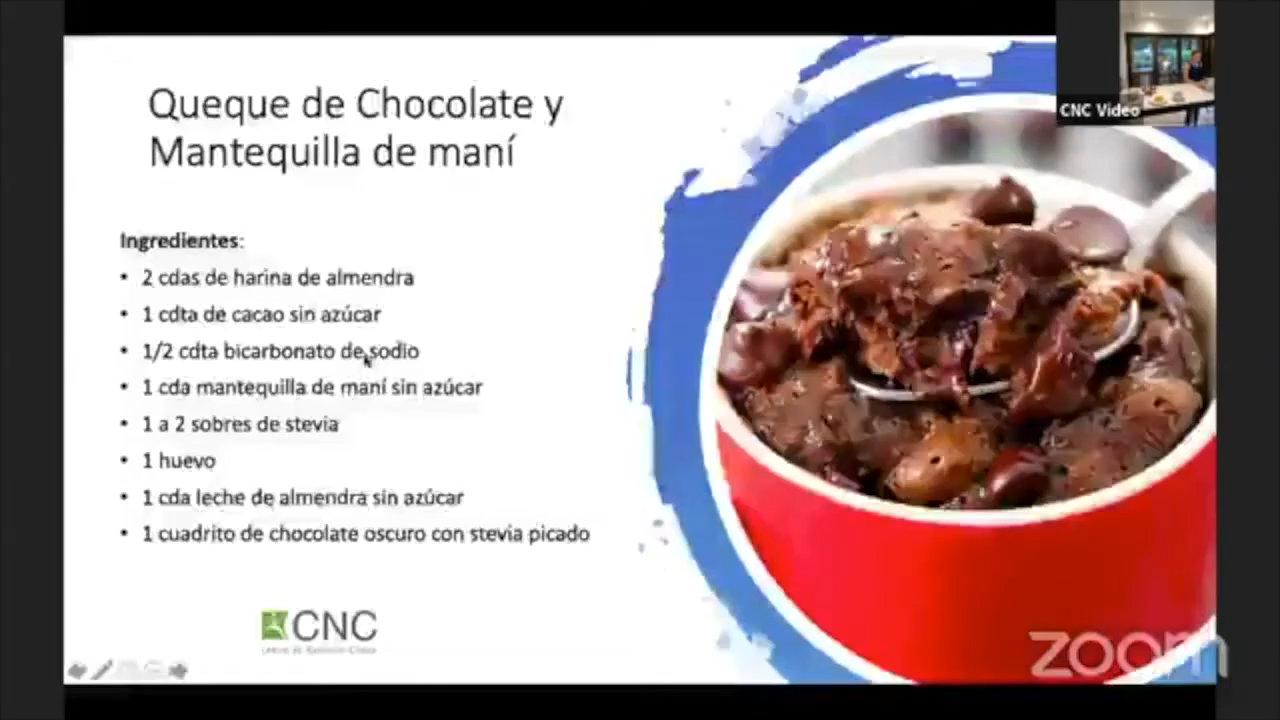 CNC Video
Queque de Chocolate y
Mantequilla de maní
Ingredientes:
• 2 cdas de harina de almendra
• 1 cdta de cacao sin azúcar
• 1/2 cdta bicarbonato de sodio
• 1 cda mantequilla de maní sin azúcar
• 1 a 2 sobres de stevia
• 1 huevo
• 1 cda leche de almendra sin azúcar
• 1 cuadrito de chocolate oscuro con stevia picado
CNC
zoom